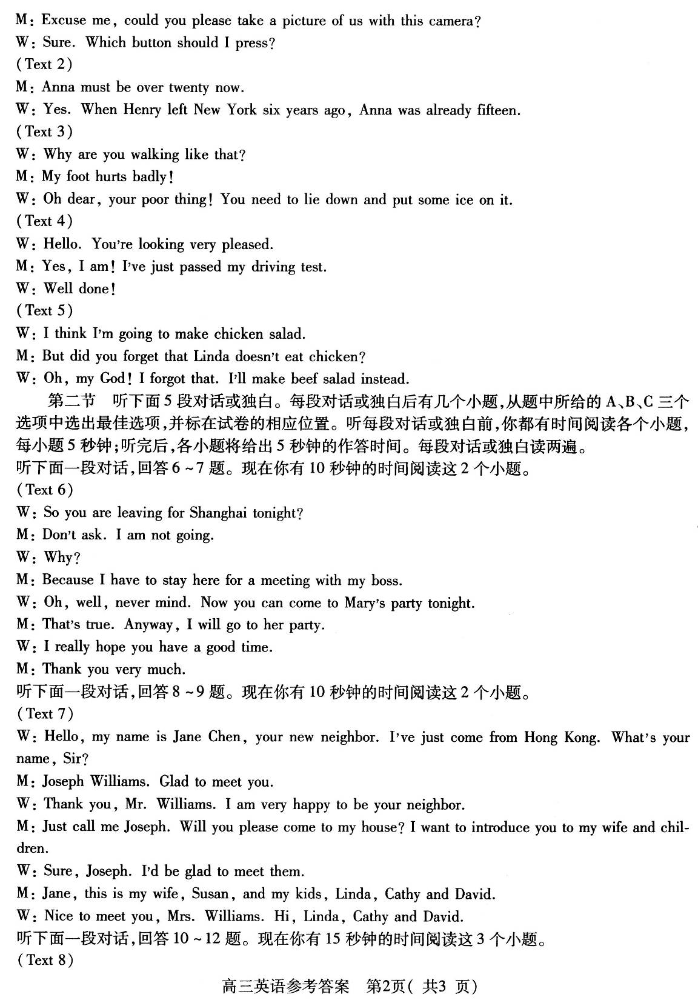 M: Excuse me, could you please take a picture of us with this camera?
W: Sure. Which button should I press?
(Text 2)
M: Anna must be over twenty now.
W: Yes. When Henry left New York six years ago, Anna was already fifteen.
(Text 3)
W: Why are you walking like that?
M: My foot hurts badly!
W: Oh dear, your poor thing! You need to lie down and put some ice on it.
(Text 4)
W: Hello. You're looking very pleased.
M: Yes, I am! I've just passed my driving test.
W: Well done!
(Text 5)
W: I think I'm going to make chicken salad.
M: But did you forget that Linda doesn't eat chicken?
W: Oh, my God! I forgot that. I'll make beef salad instead.
第二节 听下面5段对话或独白。每段对话或独白后有几个小题,从题中所给的A、B、C三个
选项中选出最佳选项,并标在试卷的相应位置。听每段对话或独白前,你都有时间阅读各个小题,
每小题5秒钟;听完后,各小题将给出5秒钟的作答时间。每段对话或独白读两遍。
听下面一段对话,回答6~7题。现在你有10秒钟的时间阅读这2个小题。
(Text 6)
W: So you are leaving for Shanghai tonight?
M: Don't ask. I am not going.
W: Why?
M: Because I have to stay here for a meeting with my boss.
W: Oh, well, never mind. Now you can come to Mary's party tonight.
M: That's true. Anyway, I will go to her party.
W: I really hope you have a good time.
M: Thank you very much.
听下面一段对话,回答8~9题。现在你有10秒钟的时间阅读这2个小题。
(Text 7)
W: Hello, my name is Jane Chen, your new neighbor. I've just come from Hong Kong. What's your
name, Sir?
M: Joseph Williams. Glad to meet you.
W: Thank you, Mr. Williams. I am very happy to be your neighbor.
M: Just call me Joseph. Will you please come to my house? I want to introduce you to my wife and chil-
dren.
W: Sure, Joseph. I'd be glad to meet them.
M: Jane, this is my wife, Susan, and my kids, Linda, Cathy and David.
W: Nice to meet you, Mrs. Williams. Hi, Linda, Cathy and David.
听下面一段对话,回答10~12题。现在你有15秒钟的时间阅读这3个小题。
(Text 8)
高三英语参考答案 第2页( 共3 页)